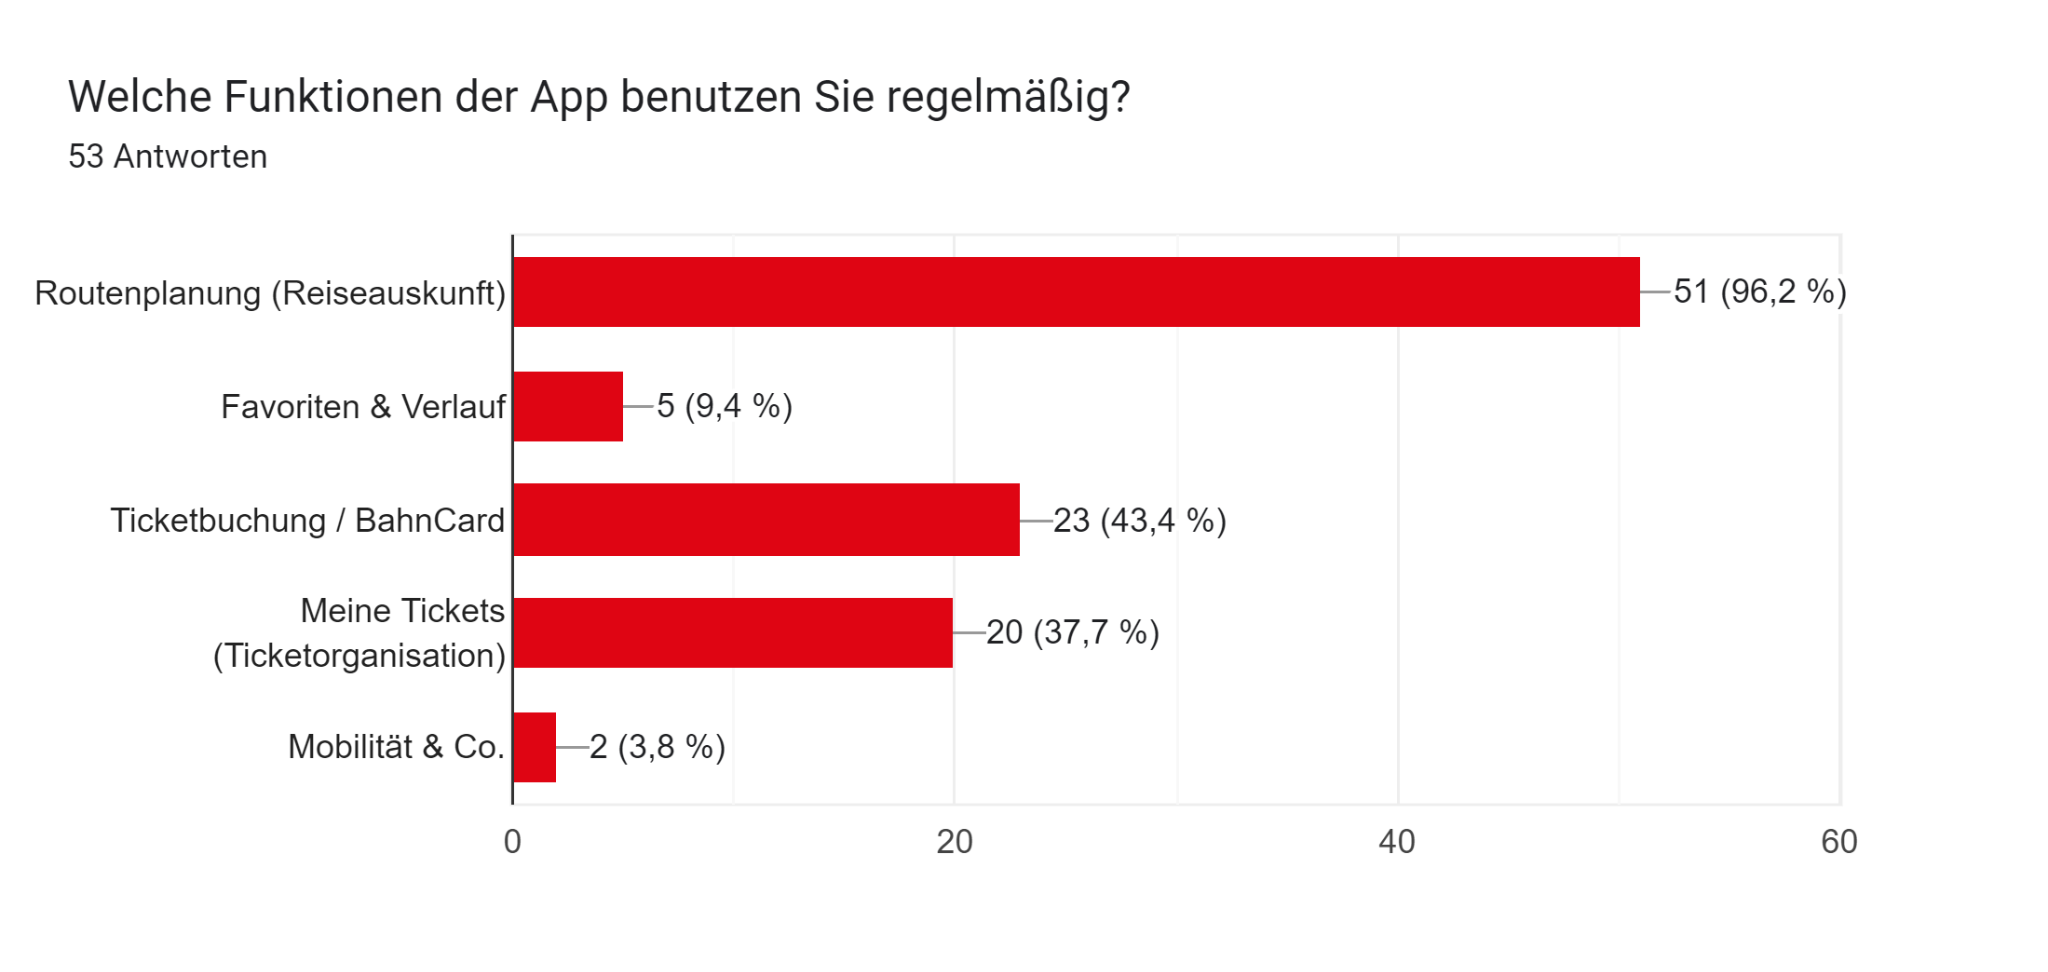 Welche Funktionen der App benutzen Sie regelmäßig?
53 Antworten
Routenplanung (Reiseauskunft)
51 (96,2 %)
Favoriten & Verlauf
5 (9,4 %)
Ticketbuchung / BahnCard
23 (43,4 %)
Meine Tickets
(Ticketorganisation)
20 (37,7 %)
Mobilität & Co.
2 (3,8 %)
0
20
40
60